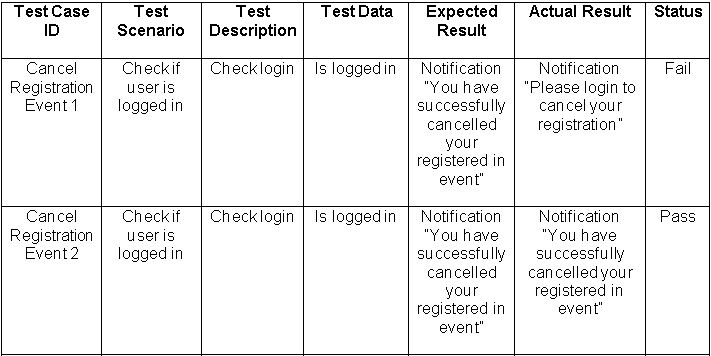 Test Case ID | Test Scenario | Test Description | Test Data | Expected Result | Actual Result | Status
Cancel Registration Event 1 | Check if user is logged in | Check login | Is logged in | Notification “You have successfully cancelled your registered in event” | Notification “Please login to cancel your registration” | Fail
Cancel Registration Event 2 | Check if user is logged in | Check login | Is logged in | Notification “You have successfully cancelled your registered in event” | Notification “You have successfully cancelled your registered in event” | Pass